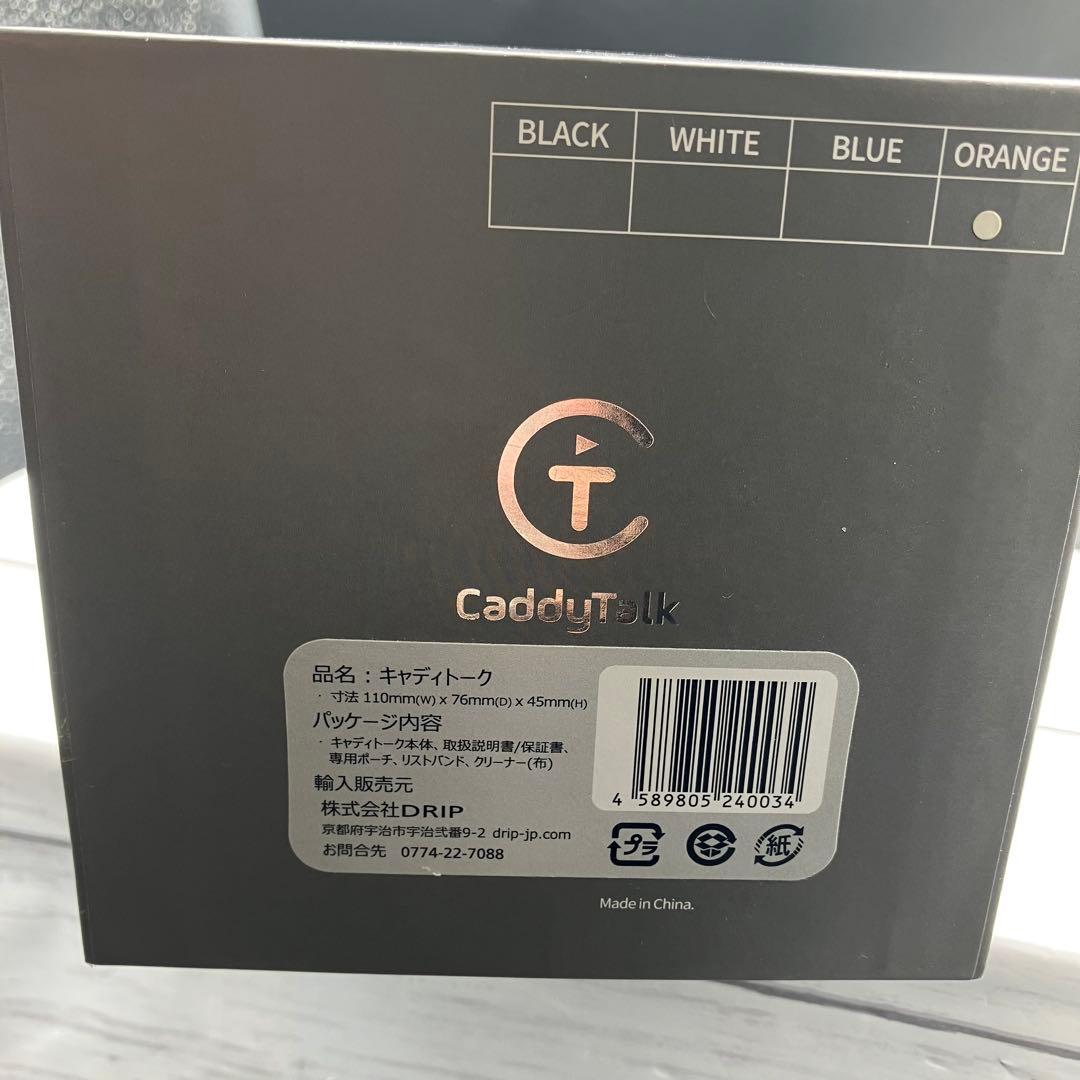 BLACK WHITE BLUE ORANGE
CT
CaddyTalk
品名：キャディトーク
・寸法 110mm(W) x 76mm(D) x 45mm(H)
パッケージ内容
・キャディトーク本体、取扱説明書/保証書、
専用ポーチ、リストバンド、クリーナー(布)
輸入販売元
株式会社DRIP
京都府宇治市宇治弐番9-2 drip-jp.com
お問合先 0774-22-7088
4 589805 240034
プラ
紙
Made in China.